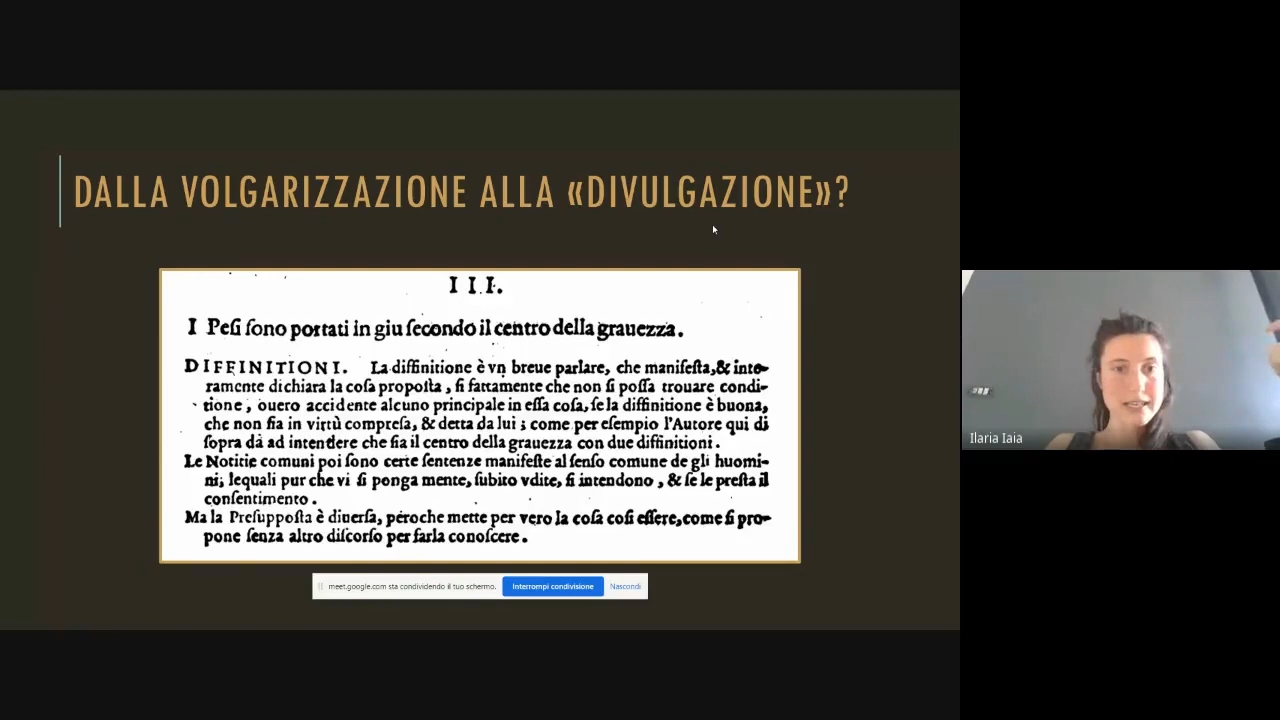 DALLA VOLGARIZZAZIONE ALLA «DIVULGAZIONE»?
III.
I Peſi ſono portati in giu ſecondo il centro della grauezza.
DIFFINITIONI. La diffinitione è vn breue parlare, che manifeſta, & inte-
ramente dichiara la coſa propoſta, ſi fattamente che non ſi poſſa trouare condi-
tione, ouero accidente alcuno principale in eſſa coſa, ſe la diffinitione è buona,
che non ſia in virtù compreſa, & detta da lui; come per eſempio l'Autore qui di
ſopra dà ad intendere che ſia il centro della grauezza con due diffinitioni.
Le Notitie comuni poi ſono certe ſentenze manifeſte al ſenſo comune de gli huomi-
ni; lequali pur che vi ſi ponga mente, ſubito vdite, ſi intendono, & ſe le preſta il
conſentimento.
Ma la Preſuppoſta è diuerſa, peroche mette per vero la coſa coſi eſſere, come ſi pro-
pone ſenza altro diſcorſo per farla conoſcere.
meet.google.com sta condividendo il tuo schermo. Interrompi condivisione Nascondi
Ilaria Iaia